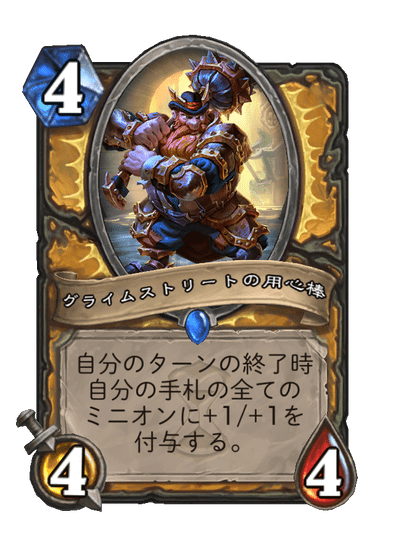 4
グライムストリートの用心棒
自分のターンの終了時
自分の手札の全ての
ミニオンに+1/+1を
付与する。
4
4